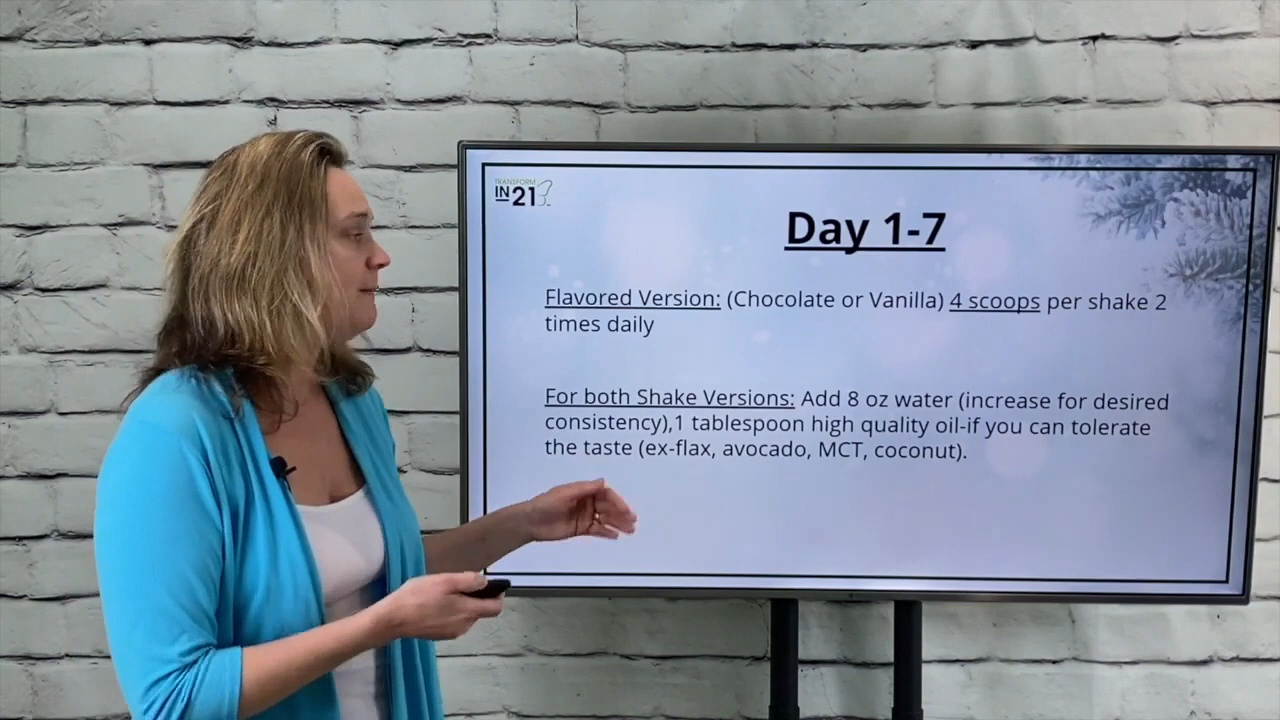 TRANSFORM
IN 21
Day 1-7
Flavored Version: (Chocolate or Vanilla) 4 scoops per shake 2
times daily
For both Shake Versions: Add 8 oz water (increase for desired
consistency),1 tablespoon high quality oil-if you can tolerate
the taste (ex-flax, avocado, MCT, coconut).